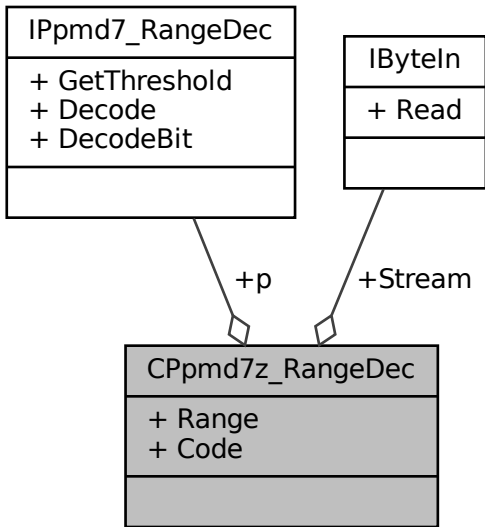 IPpmd7_RangeDec
+ GetThreshold
+ Decode
+ DecodeBit
IByteIn
+ Read
+p
+Stream
CPpmd7z_RangeDec
+ Range
+ Code